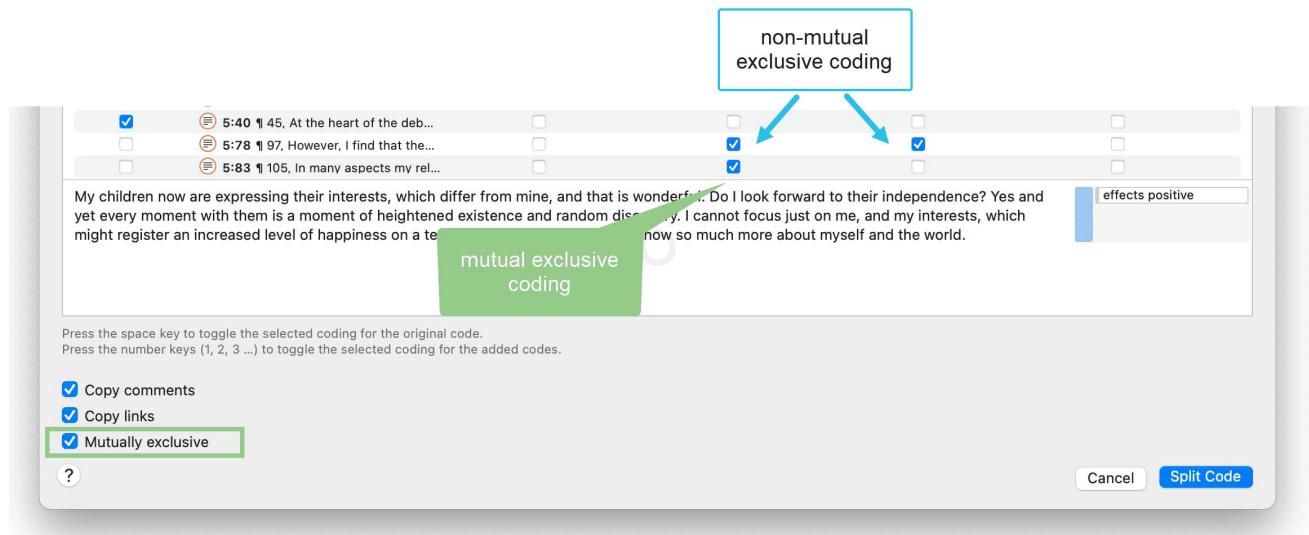 non-mutual
exclusive coding
5:40 ¶ 45, At the heart of the deb...
5:78 ¶ 97, However, I find that the...
5:83 ¶ 105, In many aspects my rel...
My children now are expressing their interests, which differ from mine, and that is wonderful. Do I look forward to their independence? Yes and
yet every moment with them is a moment of heightened existence and random discovery. I cannot focus just on me, and my interests, which
might register an increased level of happiness on a now so much more about myself and the world.
effects positive
mutual exclusive
coding
Press the space key to toggle the selected coding for the original code.
Press the number keys (1, 2, 3 ...) to toggle the selected coding for the added codes.
Copy comments
Copy links
Mutually exclusive
?
Cancel
Split Code